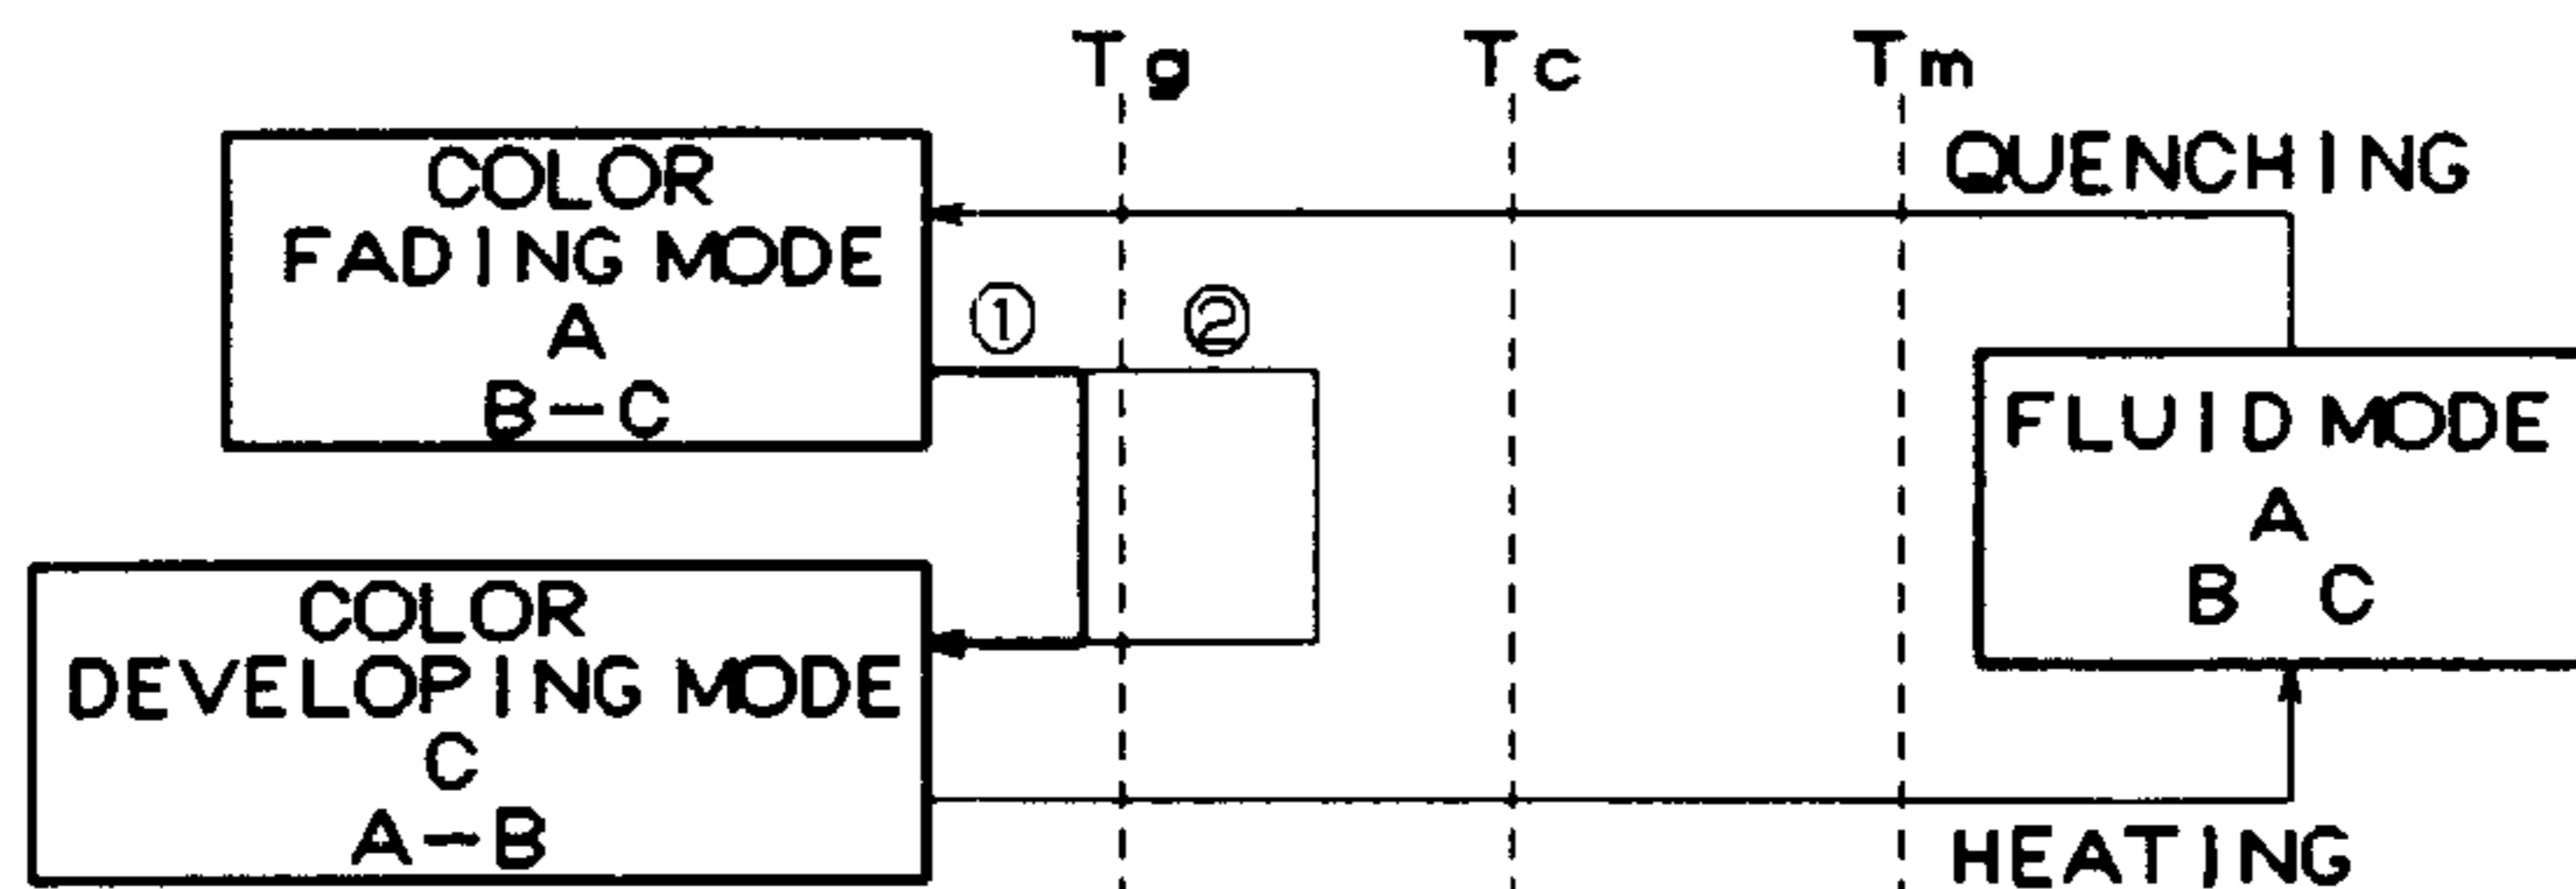 Tg Tc Tm
QUENCHING
COLOR
FADING MODE
A
B-C
① ②
FLUID MODE
A
B C
COLOR
DEVELOPING MODE
C
A-B
HEATING